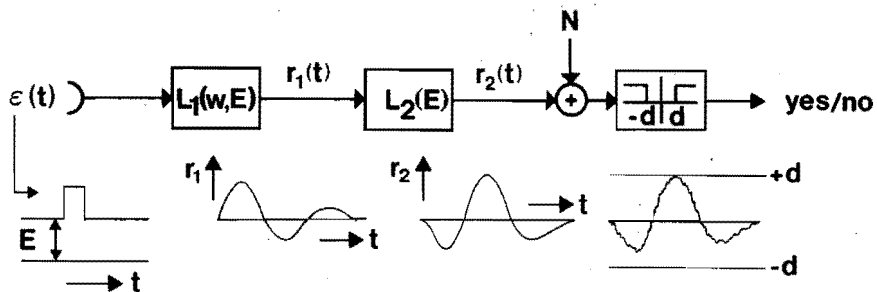 N
ε(t)
L₁(w,E)
r₁(t)
L₂(E)
r₂(t)
+
-d d
yes/no
r₁
r₂
t
+d
E
t
t
-d